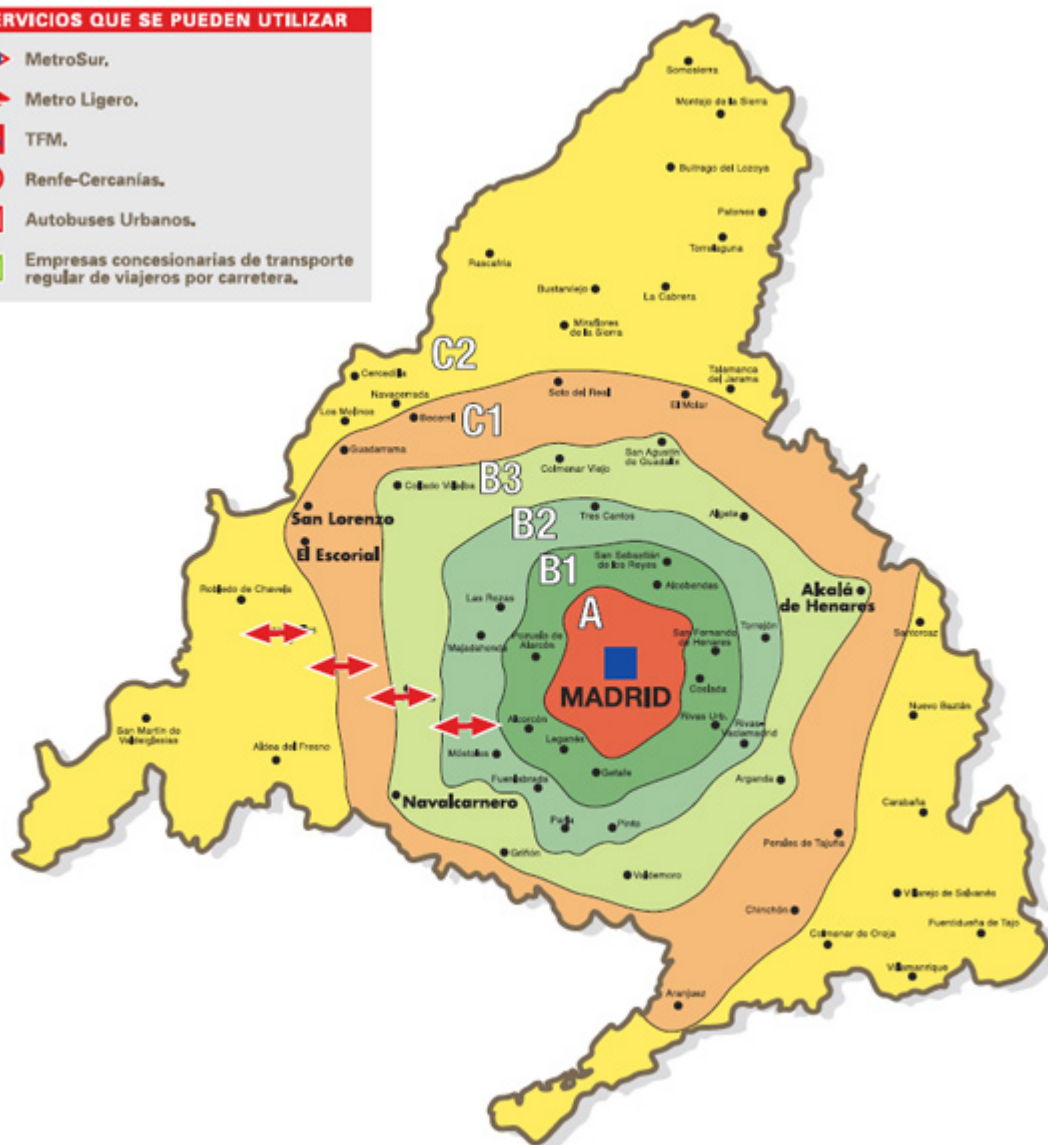 ERVICIOS QUE SE PUEDEN UTILIZAR
MetroSur.
Metro Ligero.
TFM.
Renfe-Cercanías.
Autobuses Urbanos.
Empresas concesionarias de transporte
regular de viajeros por carretera.
Somosierra
Montejo de la Sierra
Buitrago del Lozoya
Patones
Torrelaguna
Rascafría
Bustarviejo
La Cabrera
Miraflores
de la Sierra
C2
Cercedilla
Navacerrada
Los Molinos
Talamanca
del Jarama
Soto del Real
El Molar
Becerril
C1
Guadarrama
San Agustín
de Guadalix
Colmenar Viejo
Collado Villalba
B3
San Lorenzo
Tres Cantos
Algete
B2
El Escorial
San Sebastián
de los Reyes
B1
Alcobendas
Alcalá
de Henares
Robledo de Chavela
Las Rozas
A
Torrejón
Santorcaz
Majadahonda
Pozuelo de
Alarcón
San Fernando
de Henares
Coslada
MADRID
Nuevo Baztán
San Martín de
Valdeiglesias
Aldea del Fresno
Alcorcón
Rivas Urb.
Rivas-
Vaciamadrid
Leganés
Móstoles
Getafe
Fuenlabrada
Arganda
Navalcarnero
Carabaña
Parla
Pinto
Perales de Tajuña
Griñón
Valdemoro
Villarejo de Salvanés
Chinchón
Fuentidueña de Tajo
Colmenar de Oreja
Villamanrique
Aranjuez